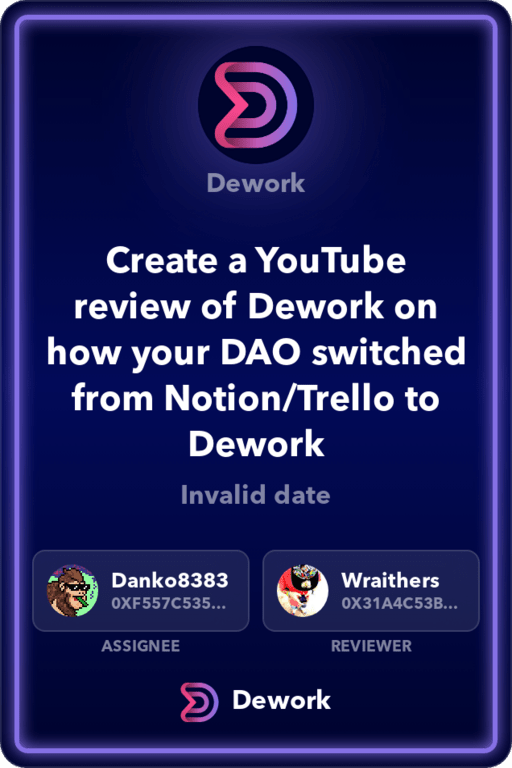 Dework
Create a YouTube
review of Dework on
how your DAO switched
from Notion/Trello to
Dework
Invalid date
Danko8383
0XF557C535...
Wraithers
0X31A4C53B...
ASSIGNEE
REVIEWER
Dework